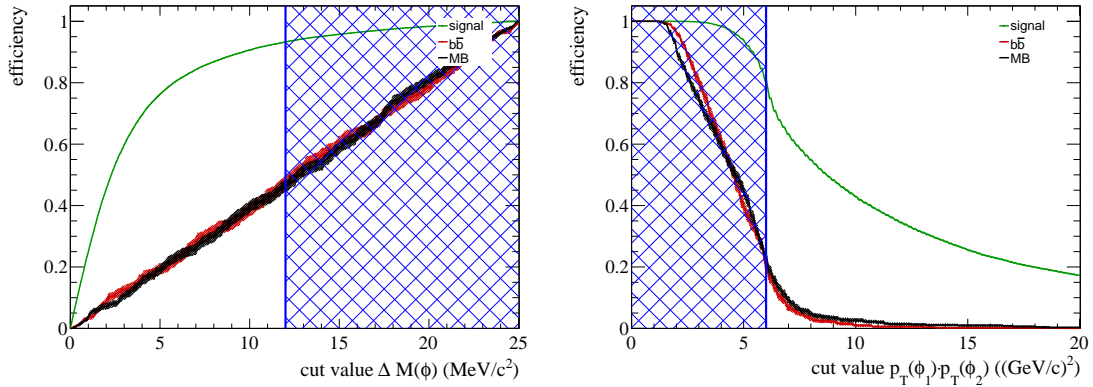 efficiency
1
0.8
0.6
0.4
0.2
0
0 5 10 15 20 25
cut value Δ M(ϕ) (MeV/c²)
signal
bb̅
MB
efficiency
1
0.8
0.6
0.4
0.2
0
0 5 10 15 20
cut value p_T(ϕ₁)·p_T(ϕ₂) ((GeV/c)²)
signal
bb̅
MB